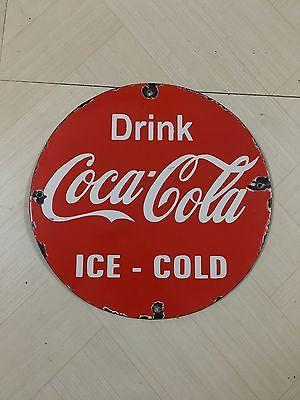 Drink
Coca-Cola
ICE - COLD